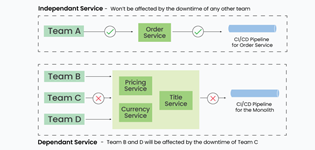 Independant Service - Won't be affected by the downtime of any other team
Team A
Order
Service
CI/CD Pipeline
for Order Service
Team B
Team C
Team D
Pricing
Service
Currency
Service
Title
Service
CI/CD Pipeline
for the Monolith
Dependant Service - Team B and D will be affected by the downtime of Team C